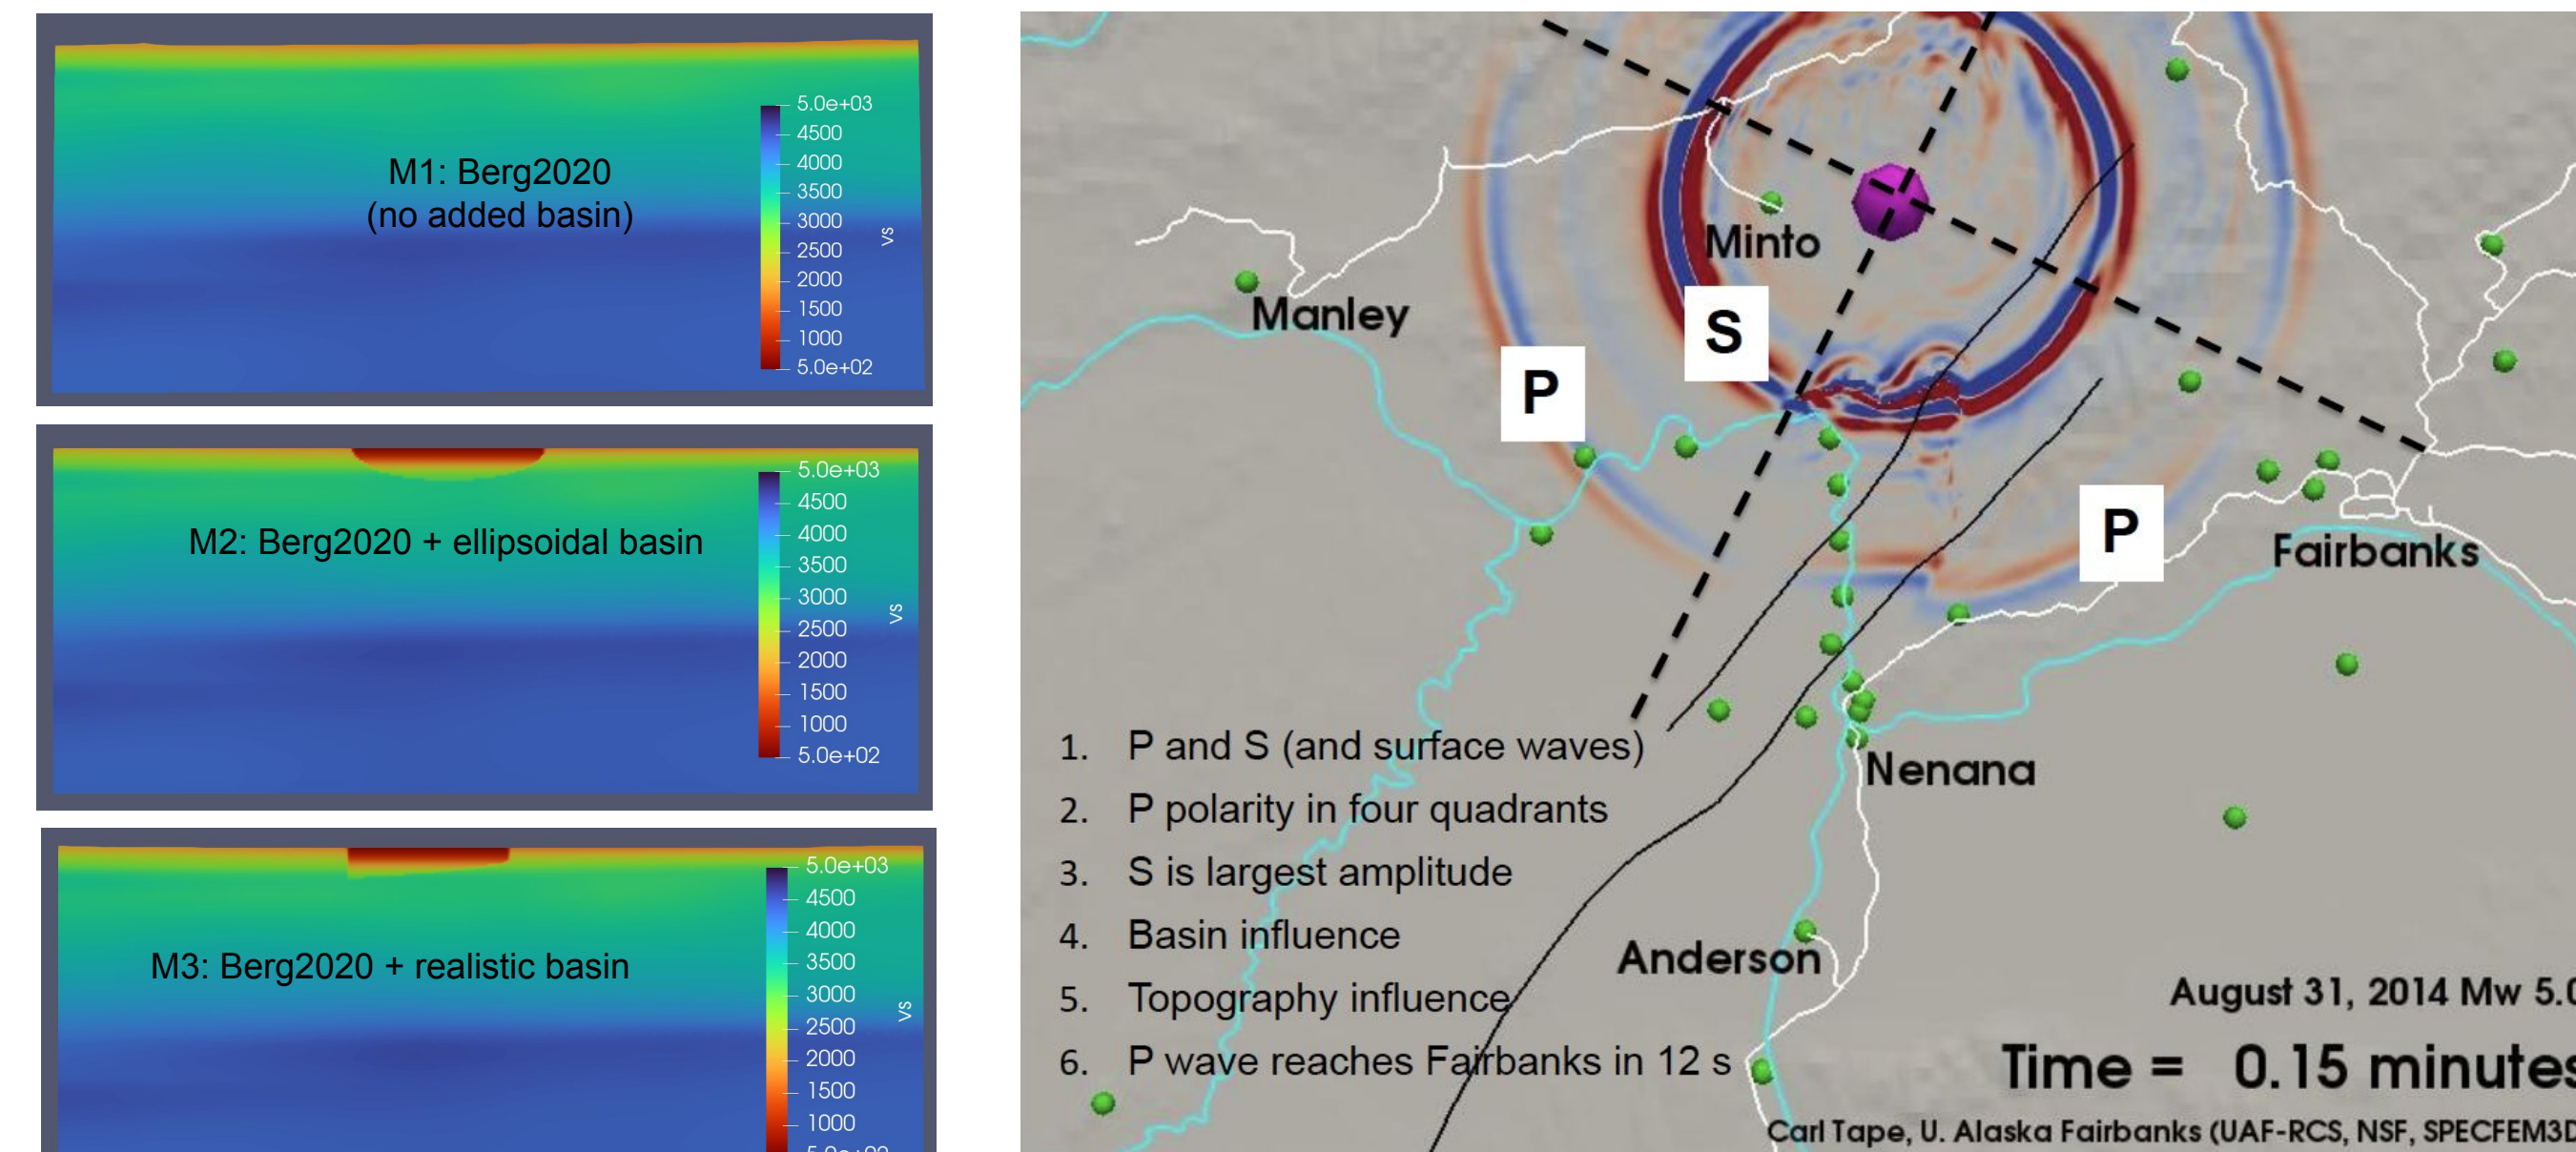 5.0e+03
4500
4000
3500
3000
2500
2000
1500
1000
5.0e+02
vs
M1: Berg2020
(no added basin)
5.0e+03
4500
4000
3500
3000
2500
2000
1500
1000
5.0e+02
vs
M2: Berg2020 + ellipsoidal basin
5.0e+03
4500
4000
3500
3000
2500
2000
1500
1000
vs
M3: Berg2020 + realistic basin
Minto
Manley
S
P
P
Fairbanks
Nenana
Anderson
1. P and S (and surface waves)
2. P polarity in four quadrants
3. S is largest amplitude
4. Basin influence
5. Topography influence
6. P wave reaches Fairbanks in 12 s
August 31, 2014 Mw 5.0
Time = 0.15 minutes
Carl Tape, U. Alaska Fairbanks (UAF-RCS, NSF, SPECFEM3D